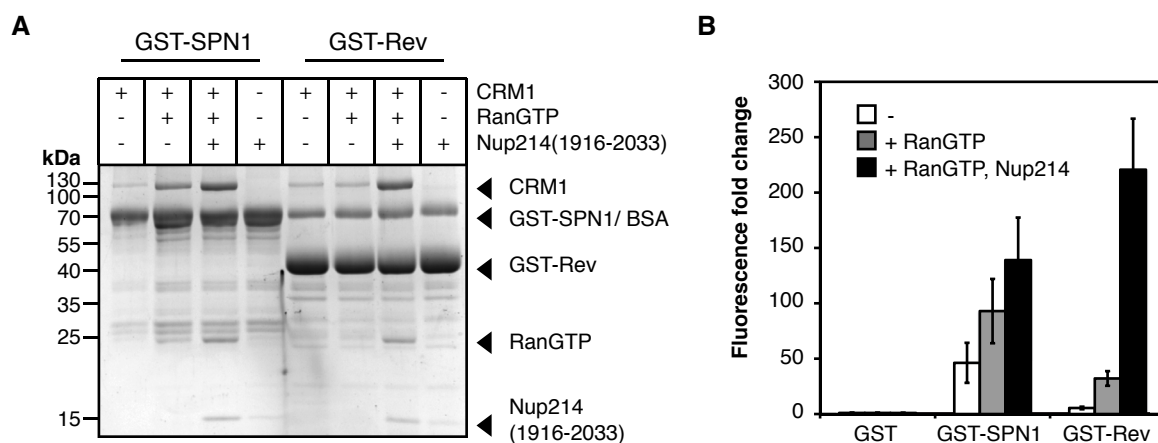 A
GST-SPN1 GST-Rev
+ + + - + + + - CRM1
- + + - - + + - RanGTP
- - + + - - + + Nup214(1916-2033)
kDa
130
100
70
55
40
35
25
15
CRM1
GST-SPN1/ BSA
GST-Rev
RanGTP
Nup214
(1916-2033)
B
Fluorescence fold change
300
250
200
150
100
50
0
-
+ RanGTP
+ RanGTP, Nup214
GST GST-SPN1 GST-Rev